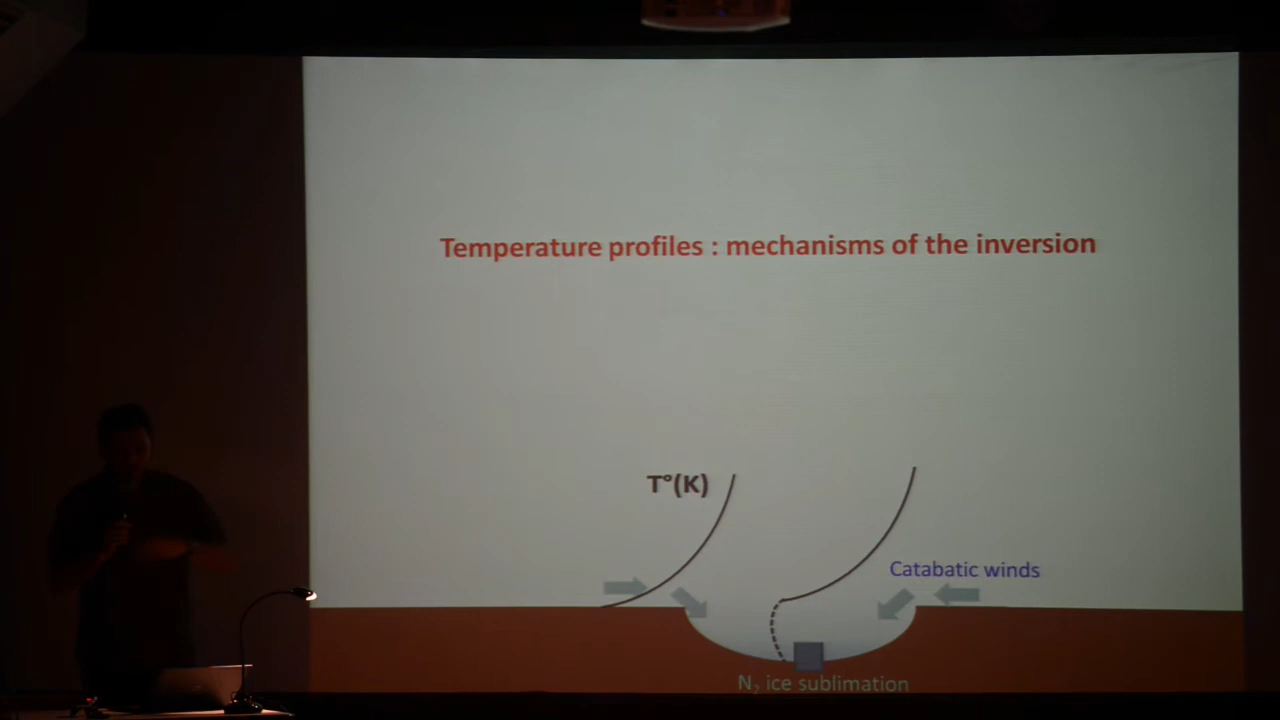 Temperature profiles : mechanisms of the inversion
T°(K)
Catabatic winds
N₂ ice sublimation